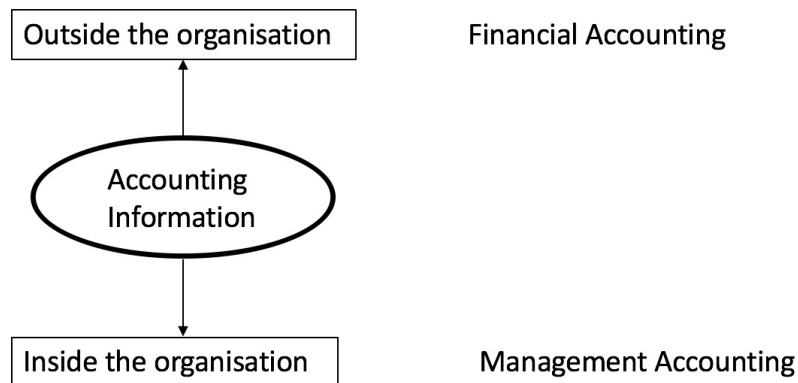 Outside the organisation
Financial Accounting
Accounting
Information
Inside the organisation
Management Accounting